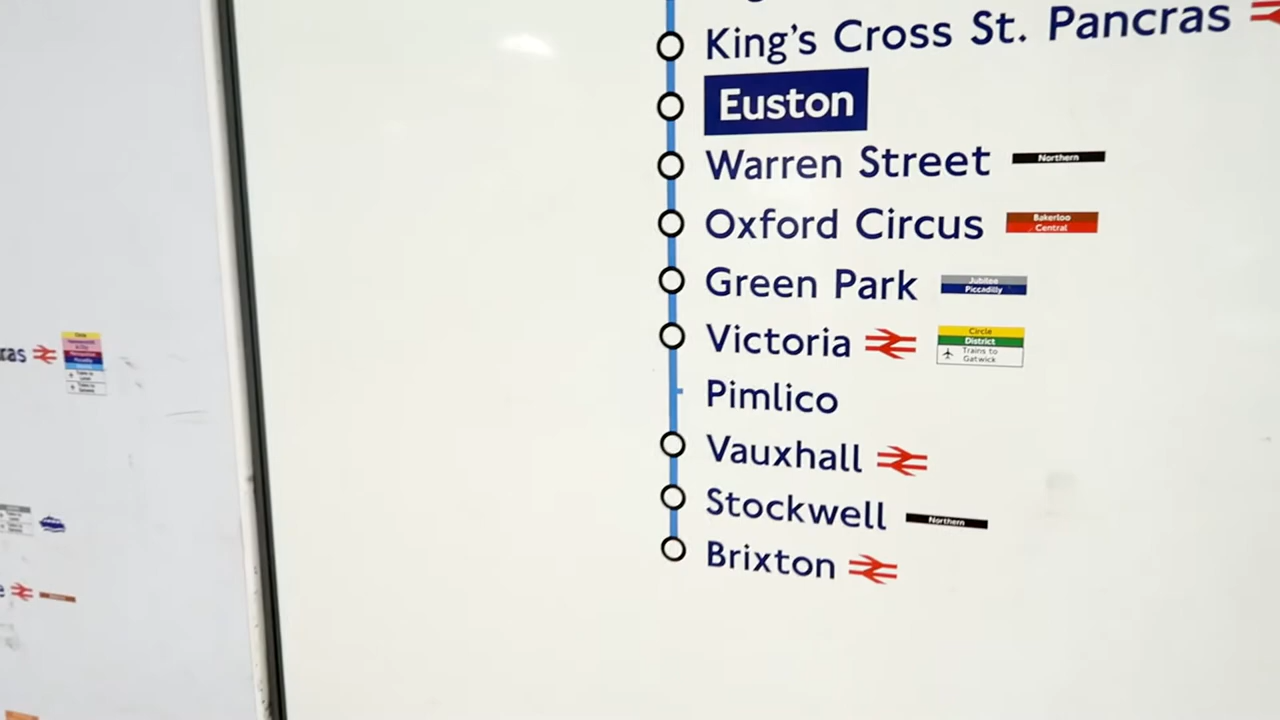 King's Cross St. Pancras
Euston
Warren Street Northern
Oxford Circus Bakerloo
Central
Green Park Jubilee
Piccadilly
Victoria Circle
District
Trains to
Gatwick
Pimlico
Vauxhall
Stockwell Northern
Brixton
ras